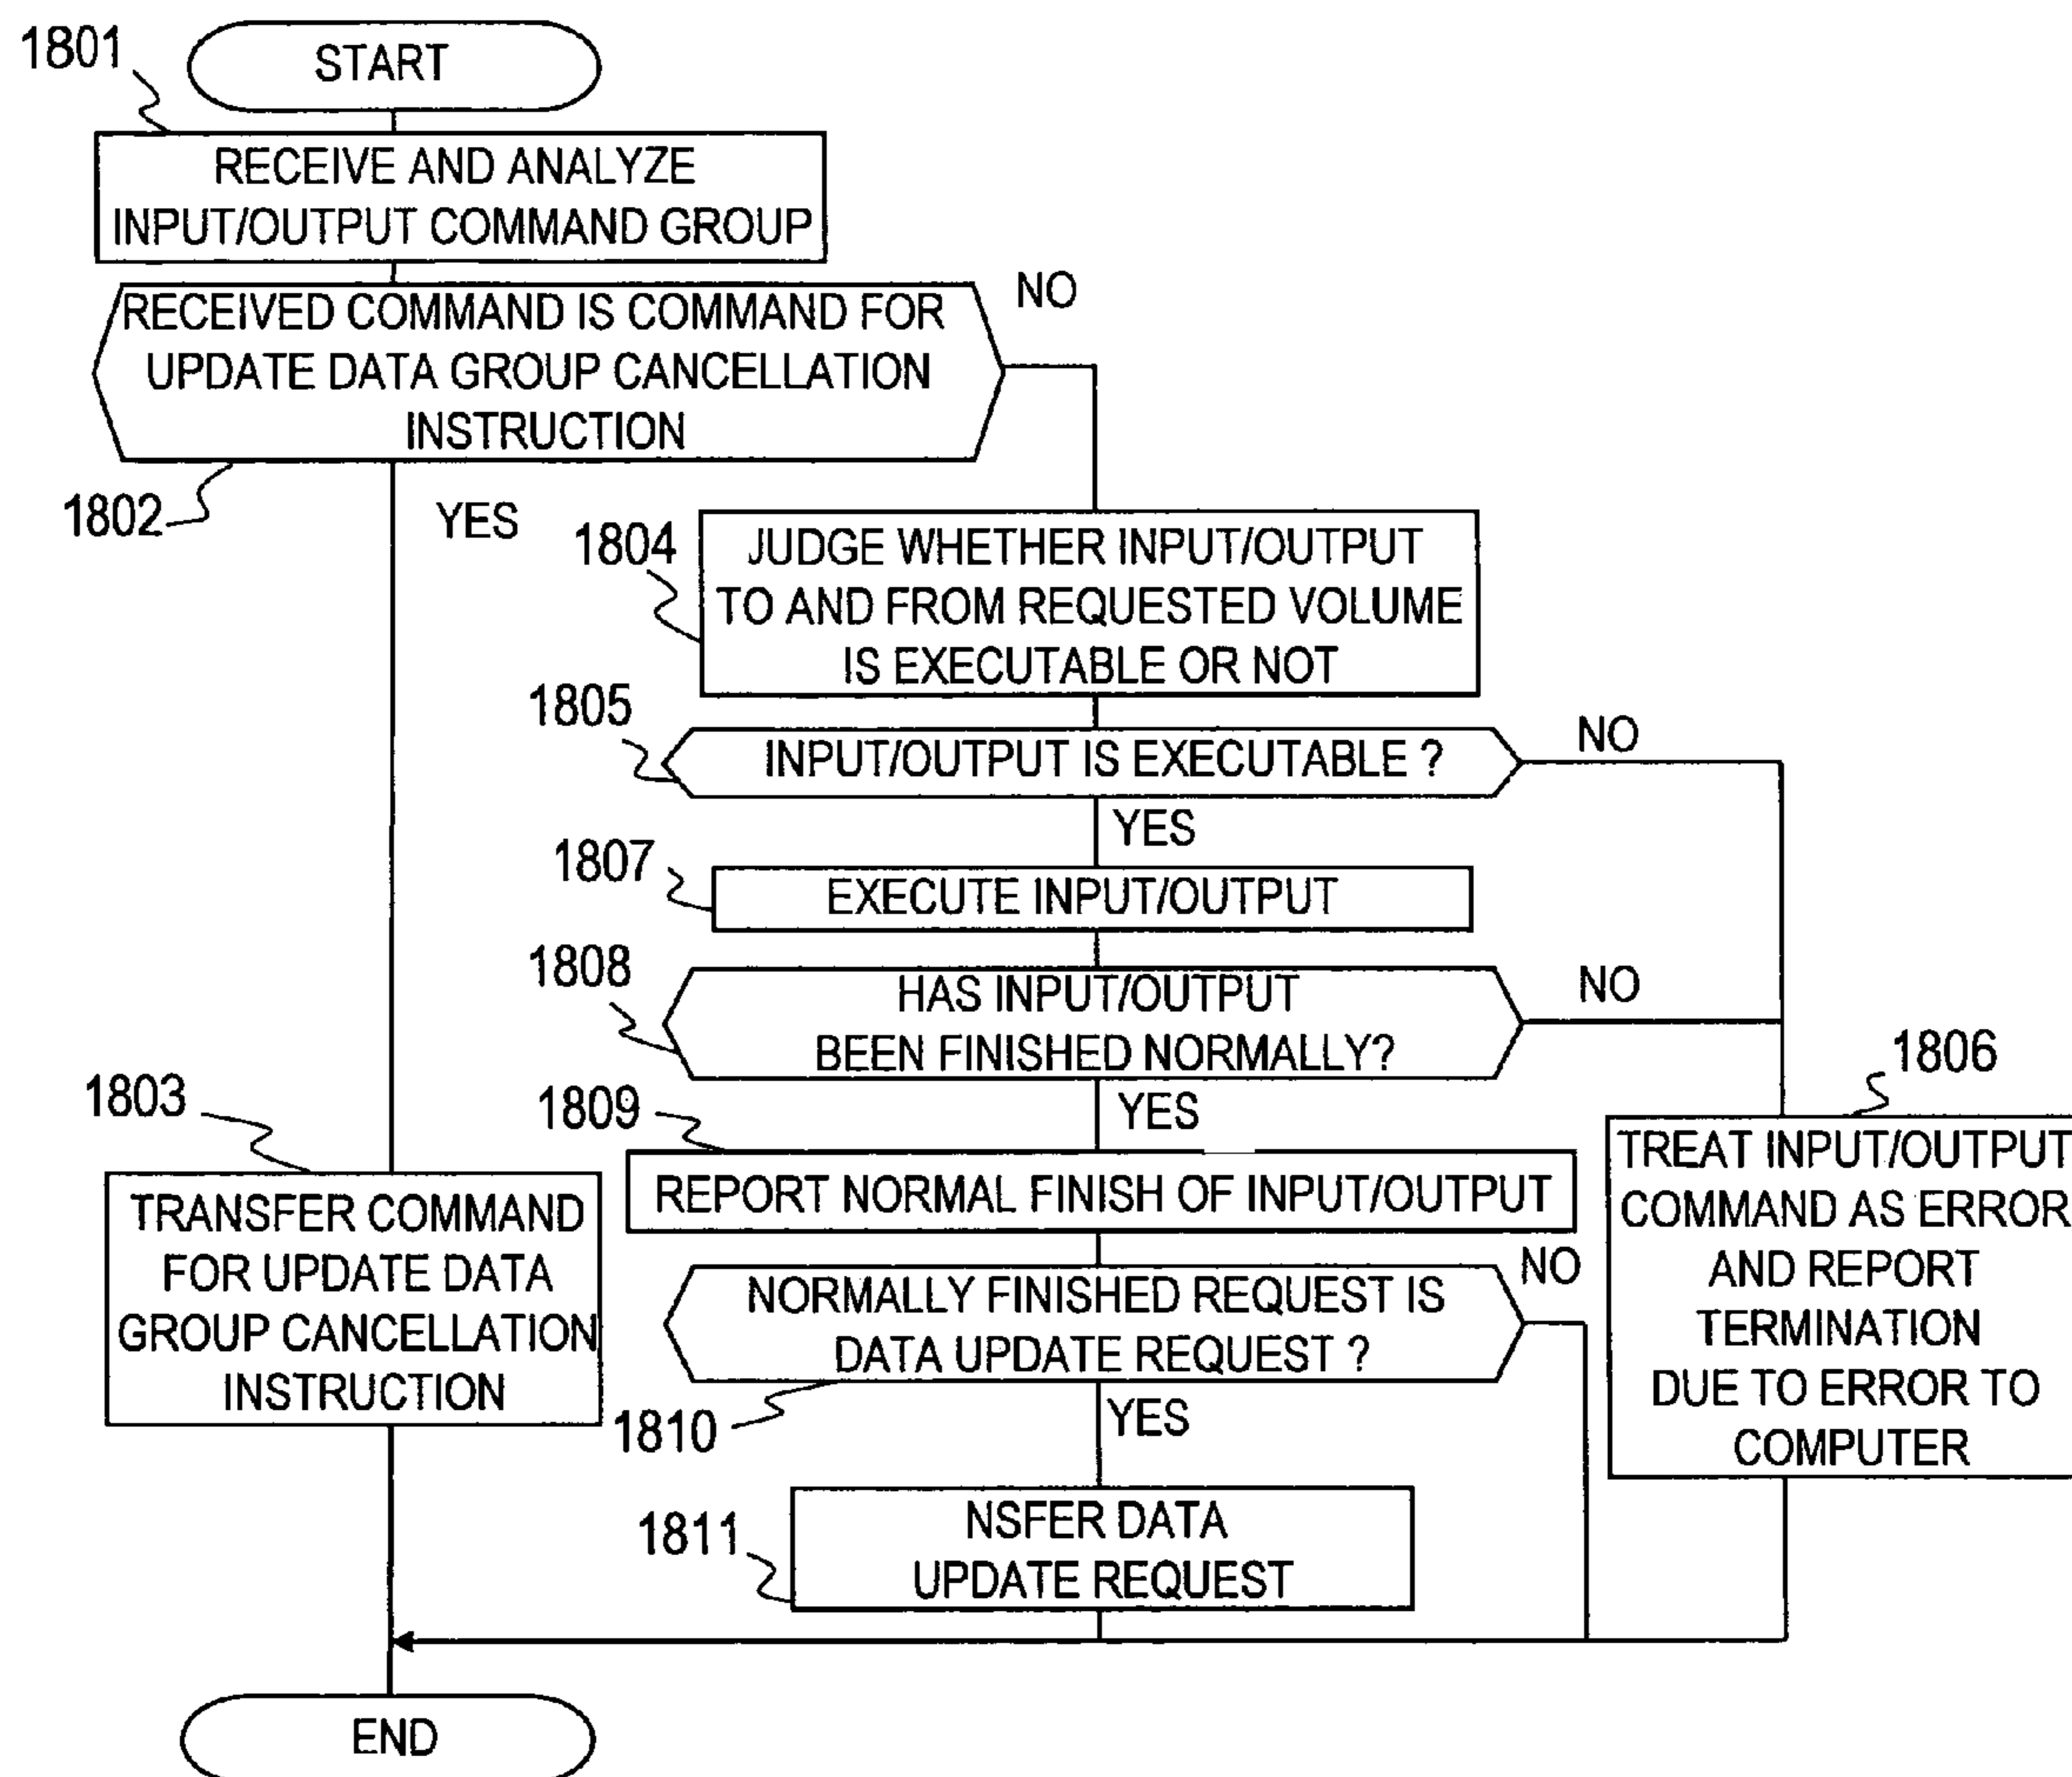 1801
START
RECEIVE AND ANALYZE
INPUT/OUTPUT COMMAND GROUP
RECEIVED COMMAND IS COMMAND FOR
UPDATE DATA GROUP CANCELLATION
INSTRUCTION
NO
1802
YES
1804
JUDGE WHETHER INPUT/OUTPUT
TO AND FROM REQUESTED VOLUME
IS EXECUTABLE OR NOT
1805
INPUT/OUTPUT IS EXECUTABLE ?
NO
YES
1807
EXECUTE INPUT/OUTPUT
1808
HAS INPUT/OUTPUT
BEEN FINISHED NORMALLY?
NO
YES
1803
TRANSFER COMMAND
FOR UPDATE DATA
GROUP CANCELLATION
INSTRUCTION
1809
REPORT NORMAL FINISH OF INPUT/OUTPUT
1806
TREAT INPUT/OUTPUT
COMMAND AS ERROR
AND REPORT
TERMINATION
DUE TO ERROR TO
COMPUTER
NORMALLY FINISHED REQUEST IS
DATA UPDATE REQUEST ?
NO
1810
YES
1811
NSFER DATA
UPDATE REQUEST
END